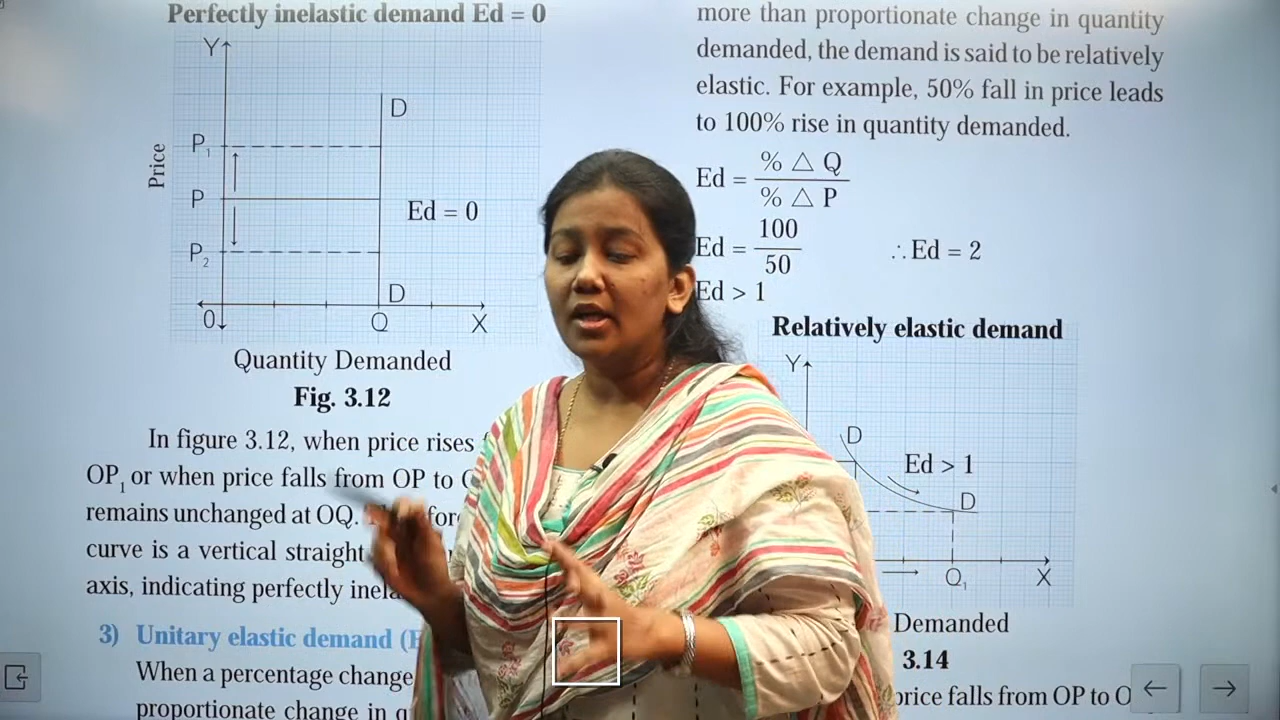 Perfectly inelastic demand Ed = 0
Y
D
P1
Price
P
Ed = 0
P2
D
0
Q
X
Quantity Demanded
Fig. 3.12
In figure 3.12, when price rises
OP1 or when price falls from OP to
remains unchanged at OQ.
curve is a vertical straight
axis, indicating perfectly
3) Unitary elastic demand
When a percentage change
proportionate change in
more than proportionate change in quantity
demanded, the demand is said to be relatively
elastic. For example, 50% fall in price leads
to 100% rise in quantity demanded.
Ed = % △ Q
% △ P
Ed = 100
50
∴ Ed = 2
Ed > 1
Relatively elastic demand
Y
D
Ed > 1
D
Q1
X
Demanded
3.14
price falls from OP to